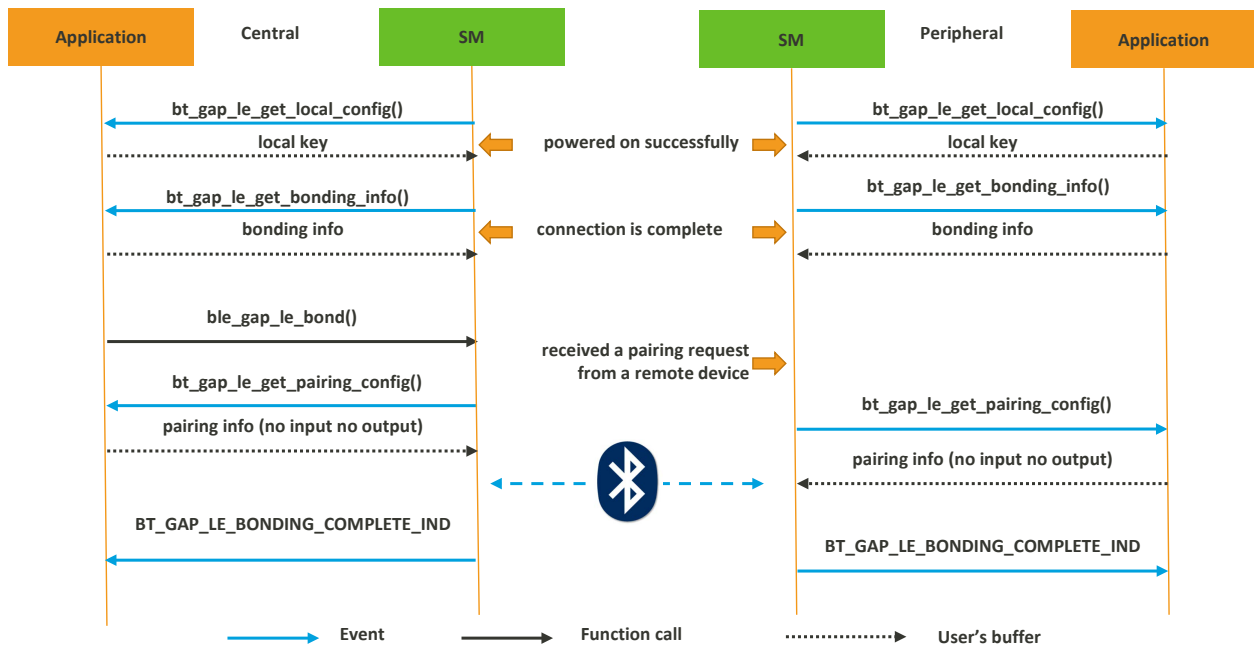 Application
Central
SM
SM
Peripheral
Application
bt_gap_le_get_local_config()
bt_gap_le_get_local_config()
local key
powered on successfully
local key
bt_gap_le_get_bonding_info()
bt_gap_le_get_bonding_info()
bonding info
connection is complete
bonding info
ble_gap_le_bond()
received a pairing request
from a remote device
bt_gap_le_get_pairing_config()
bt_gap_le_get_pairing_config()
pairing info (no input no output)
pairing info (no input no output)
BT_GAP_LE_BONDING_COMPLETE_IND
BT_GAP_LE_BONDING_COMPLETE_IND
Event
Function call
User's buffer